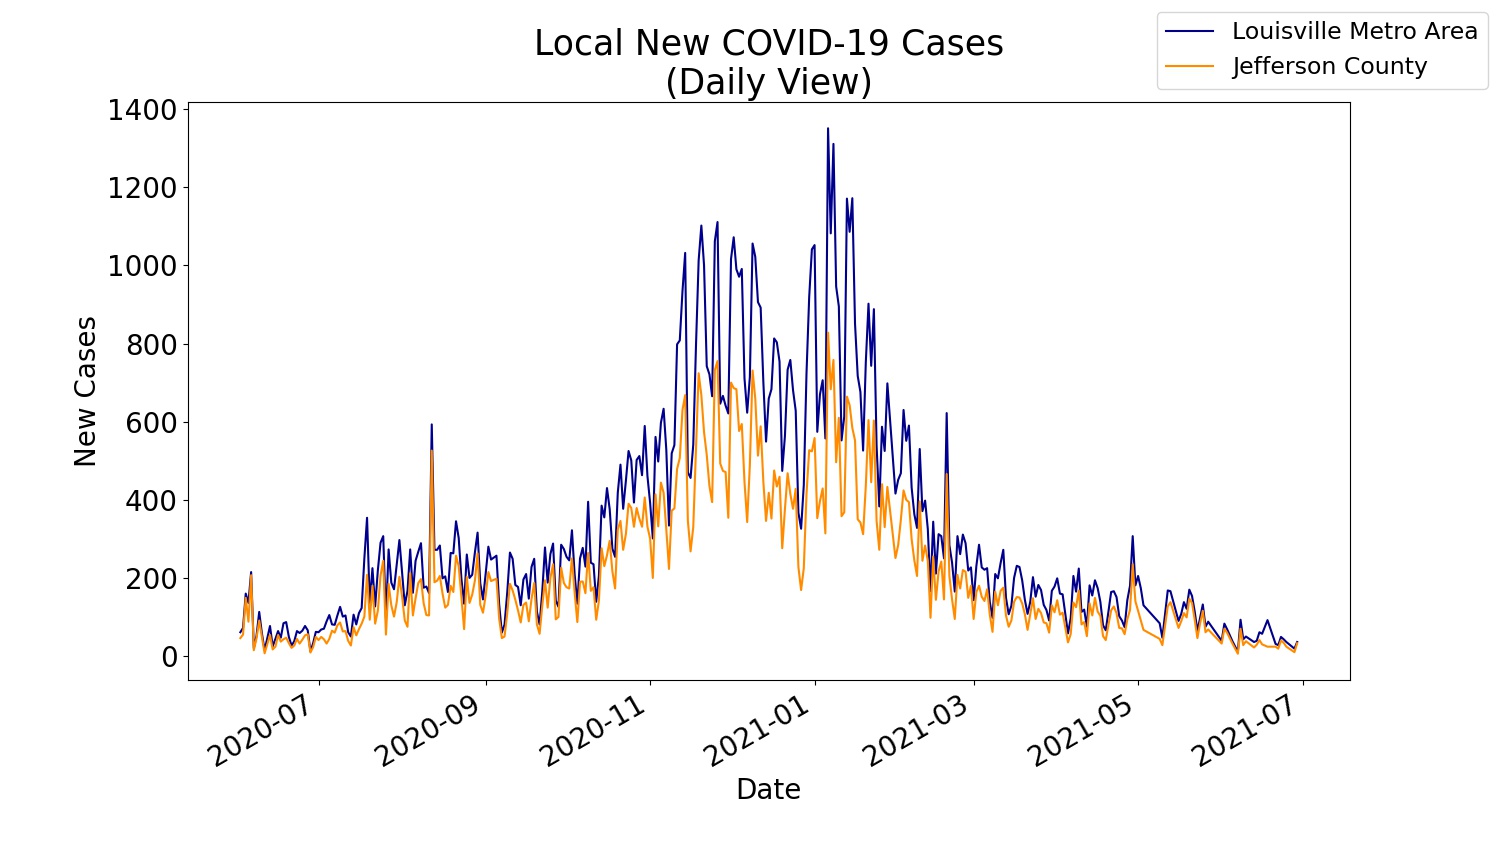 Local New COVID-19 Cases
(Daily View)
Louisville Metro Area
Jefferson County
1400
1200
1000
800
600
400
200
0
New Cases
2020-07
2020-09
2020-11
2021-01
2021-03
2021-05
2021-07
Date